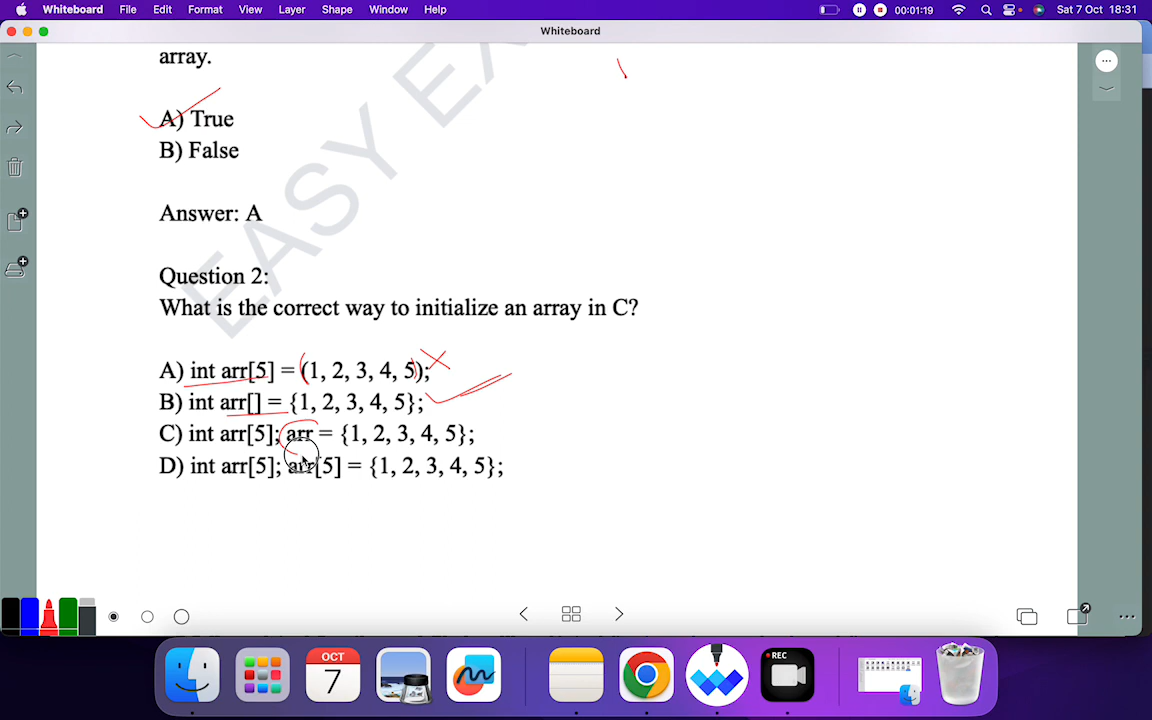 Whiteboard File Edit Format View Layer Shape Window Help 00:01:19 Sat 7 Oct 18:31
Whiteboard
array.
A) True
B) False
Answer: A
Question 2:
What is the correct way to initialize an array in C?
A) int arr[5] = (1, 2, 3, 4, 5);
B) int arr[] = {1, 2, 3, 4, 5};
C) int arr[5]; arr = {1, 2, 3, 4, 5};
D) int arr[5]; arr[5] = {1, 2, 3, 4, 5};
EASY EX
OCT
7
REC